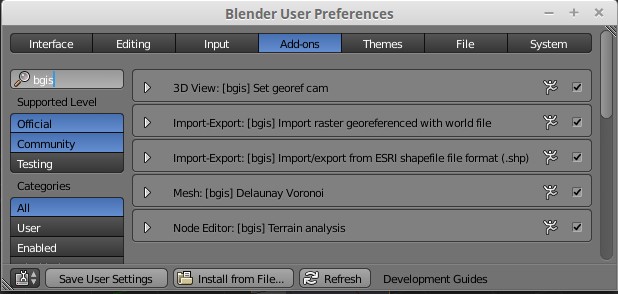 Blender User Preferences
Interface Editing Input Add-ons Themes File System
bgis
Supported Level
Official
Community
Testing
Categories
All
User
Enabled
3D View: [bgis] Set georef cam
Import-Export: [bgis] Import raster georeferenced with world file
Import-Export: [bgis] Import/export from ESRI shapefile file format (.shp)
Mesh: [bgis] Delaunay Voronoi
Node Editor: [bgis] Terrain analysis
Save User Settings Install from File... Refresh Development Guides